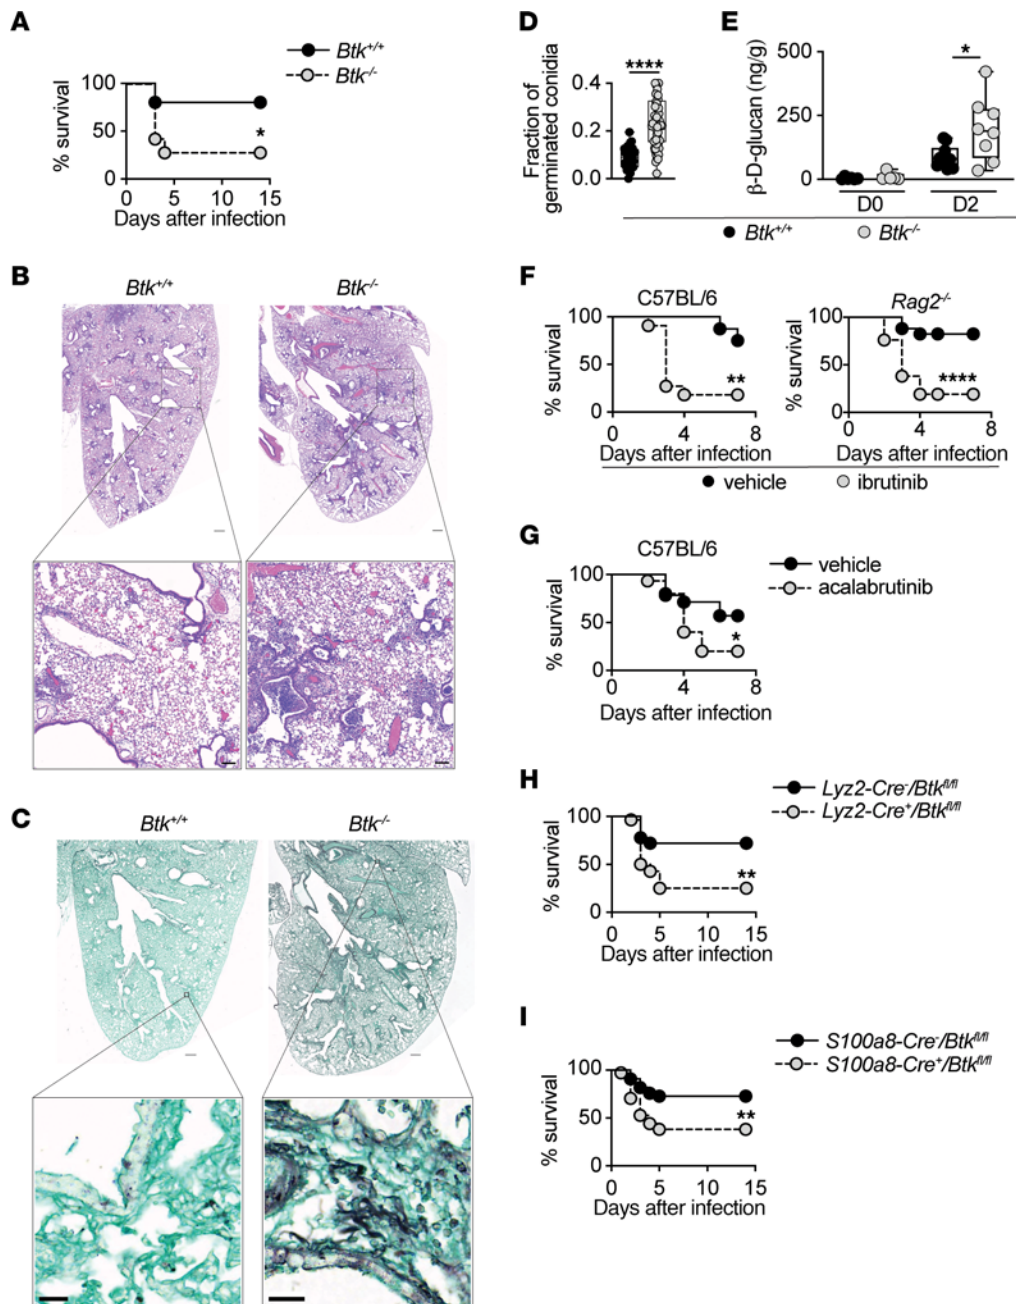 A
Btk+/+
Btk-/-
% survival
100
50
0
*
0 5 10 15
Days after infection
B
Btk+/+
Btk-/-
C
Btk+/+
Btk-/-
D
Fraction of
germinated conidia
0.4
0.2
0.0
****
E
β-D-glucan (ng/g)
500
250
0
*
D0 D2
Btk+/+ Btk-/-
F
C57BL/6
% survival
100
50
0
**
0 4 8
Days after infection
Rag2-/-
% survival
100
50
0
****
0 4 8
Days after infection
vehicle ibrutinib
G
C57BL/6
vehicle
acalabrutinib
% survival
100
50
0
*
0 4 8
Days after infection
H
Lyz2-Cre-/Btkfl/fl
Lyz2-Cre+/Btkfl/fl
% survival
100
50
0
**
0 5 10 15
Days after infection
I
S100a8-Cre-/Btkfl/fl
S100a8-Cre+/Btkfl/fl
% survival
100
50
0
**
0 5 10 15
Days after infection